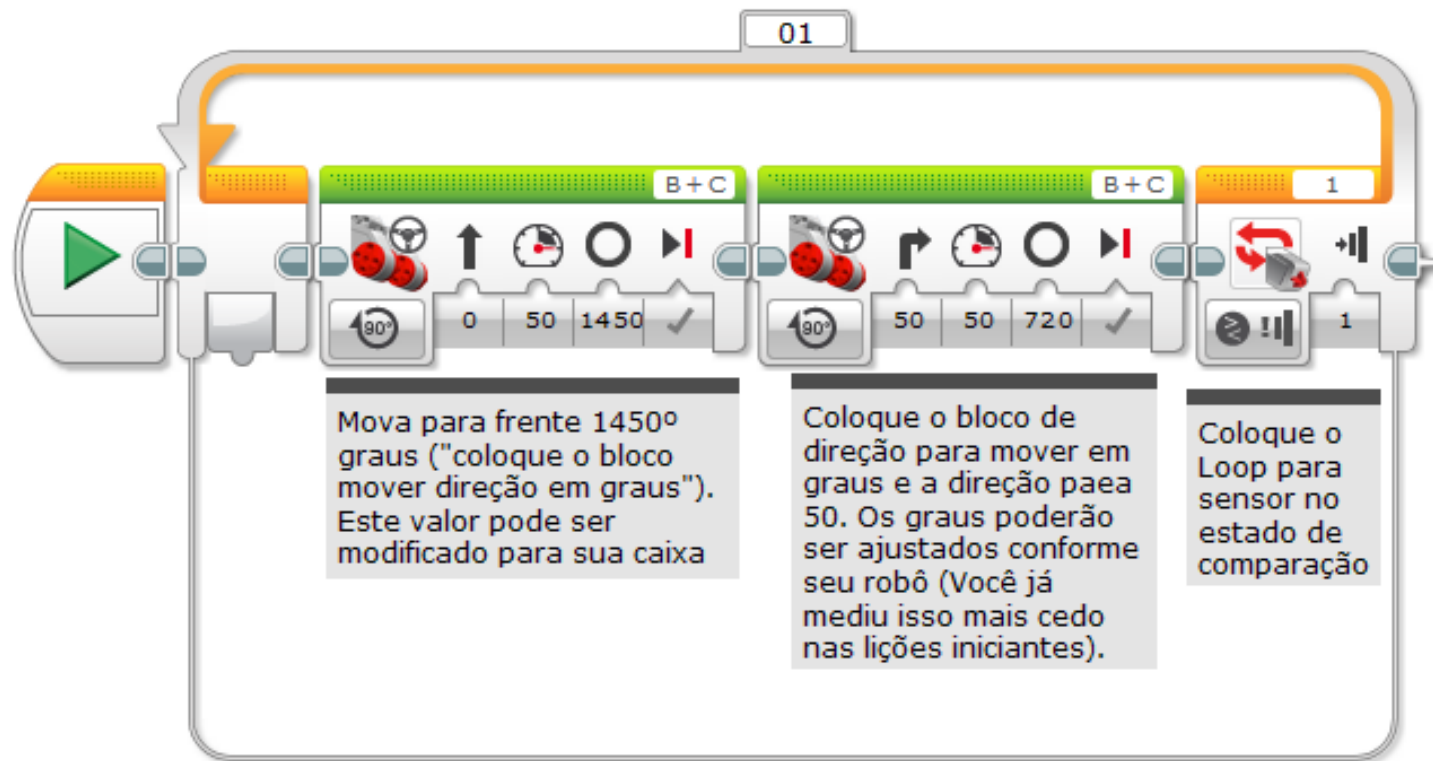 01
B + C
B + C
1
90°
0
50
1450
90°
50
50
720
1
Mova para frente 1450º
graus ("coloque o bloco
mover direção em graus").
Este valor pode ser
modificado para sua caixa
Coloque o bloco de
direção para mover em
graus e a direção paea
50. Os graus poderão
ser ajustados conforme
seu robô (Você já
mediu isso mais cedo
nas lições iniciantes).
Coloque o
Loop para
sensor no
estado de
comparação